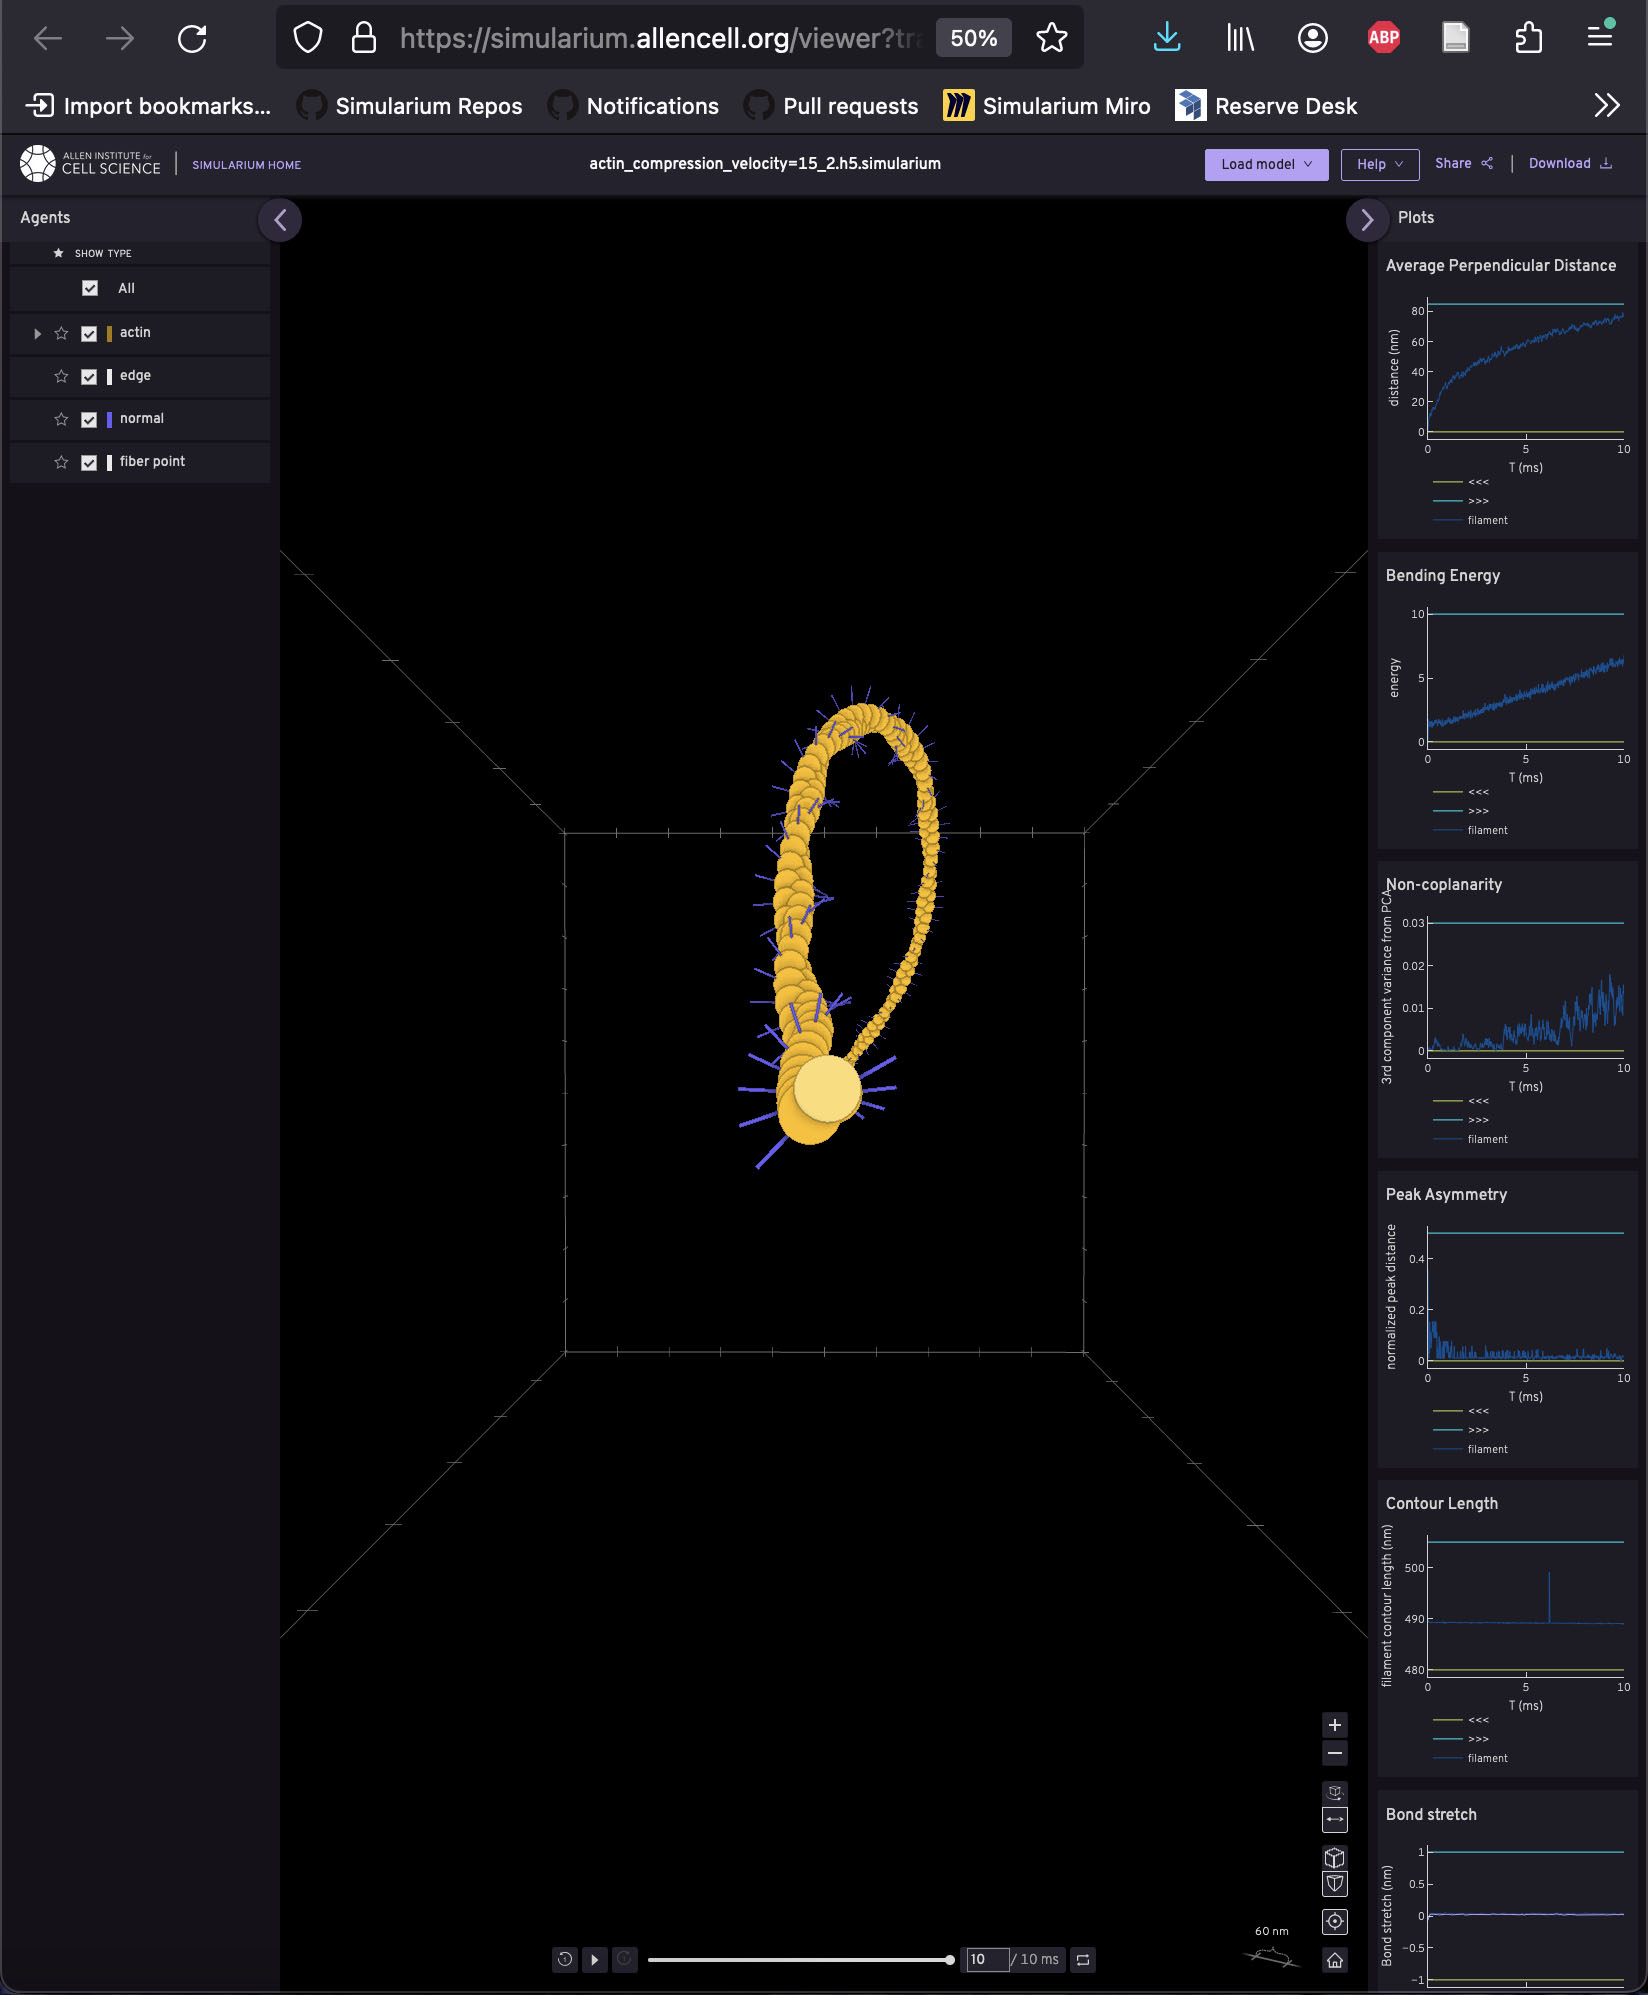 https://simularium.allencell.org/viewer?tra
50%
ABP
Import bookmarks...
Simularium Repos
Notifications
Pull requests
Simularium Miro
Reserve Desk
ALLEN INSTITUTE for
CELL SCIENCE
SIMULARIUM HOME
actin_compression_velocity=15_2.h5.simularium
Load model
Help
Share
Download
Agents
SHOW TYPE
All
actin
edge
normal
fiber point
Plots
Average Perpendicular Distance
distance (nm)
80
60
40
20
0
0
5
10
T (ms)
<<<
>>>
filament
Bending Energy
energy
10
5
0
0
5
10
T (ms)
<<<
>>>
filament
Non-coplanarity
3rd component variance from PCA
0.03
0.02
0.01
0
0
5
10
T (ms)
<<<
>>>
filament
Peak Asymmetry
normalized peak distance
0.4
0.2
0
0
5
10
T (ms)
<<<
>>>
filament
Contour Length
filament contour length (nm)
500
490
480
0
5
10
T (ms)
<<<
>>>
filament
Bond stretch
Bond stretch (nm)
1
0.5
0
−0.5
−1
60 nm
10 / 10 ms